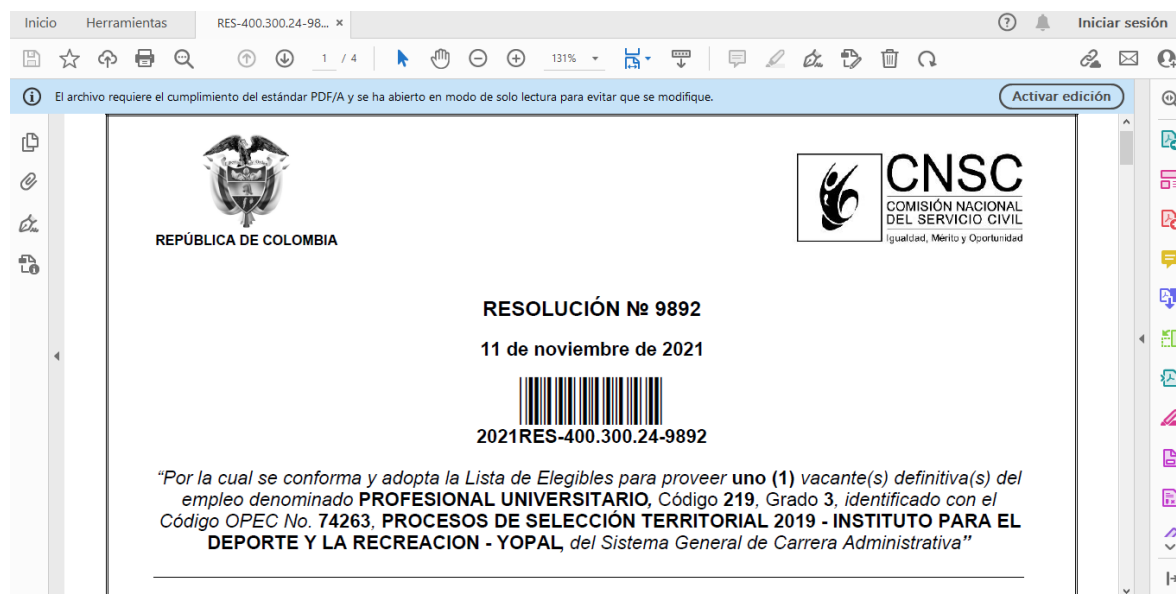 Inicio Herramientas RES-400.300.24-98... × Iniciar sesión
1 / 4 131%
El archivo requiere el cumplimiento del estándar PDF/A y se ha abierto en modo de solo lectura para evitar que se modifique. Activar edición
REPÚBLICA DE COLOMBIA
CNSC
COMISIÓN NACIONAL
DEL SERVICIO CIVIL
Igualdad, Mérito y Oportunidad
RESOLUCIÓN № 9892
11 de noviembre de 2021
2021RES-400.300.24-9892
“Por la cual se conforma y adopta la Lista de Elegibles para proveer uno (1) vacante(s) definitiva(s) del
empleo denominado PROFESIONAL UNIVERSITARIO, Código 219, Grado 3, identificado con el
Código OPEC No. 74263, PROCESOS DE SELECCIÓN TERRITORIAL 2019 - INSTITUTO PARA EL
DEPORTE Y LA RECREACION - YOPAL, del Sistema General de Carrera Administrativa”